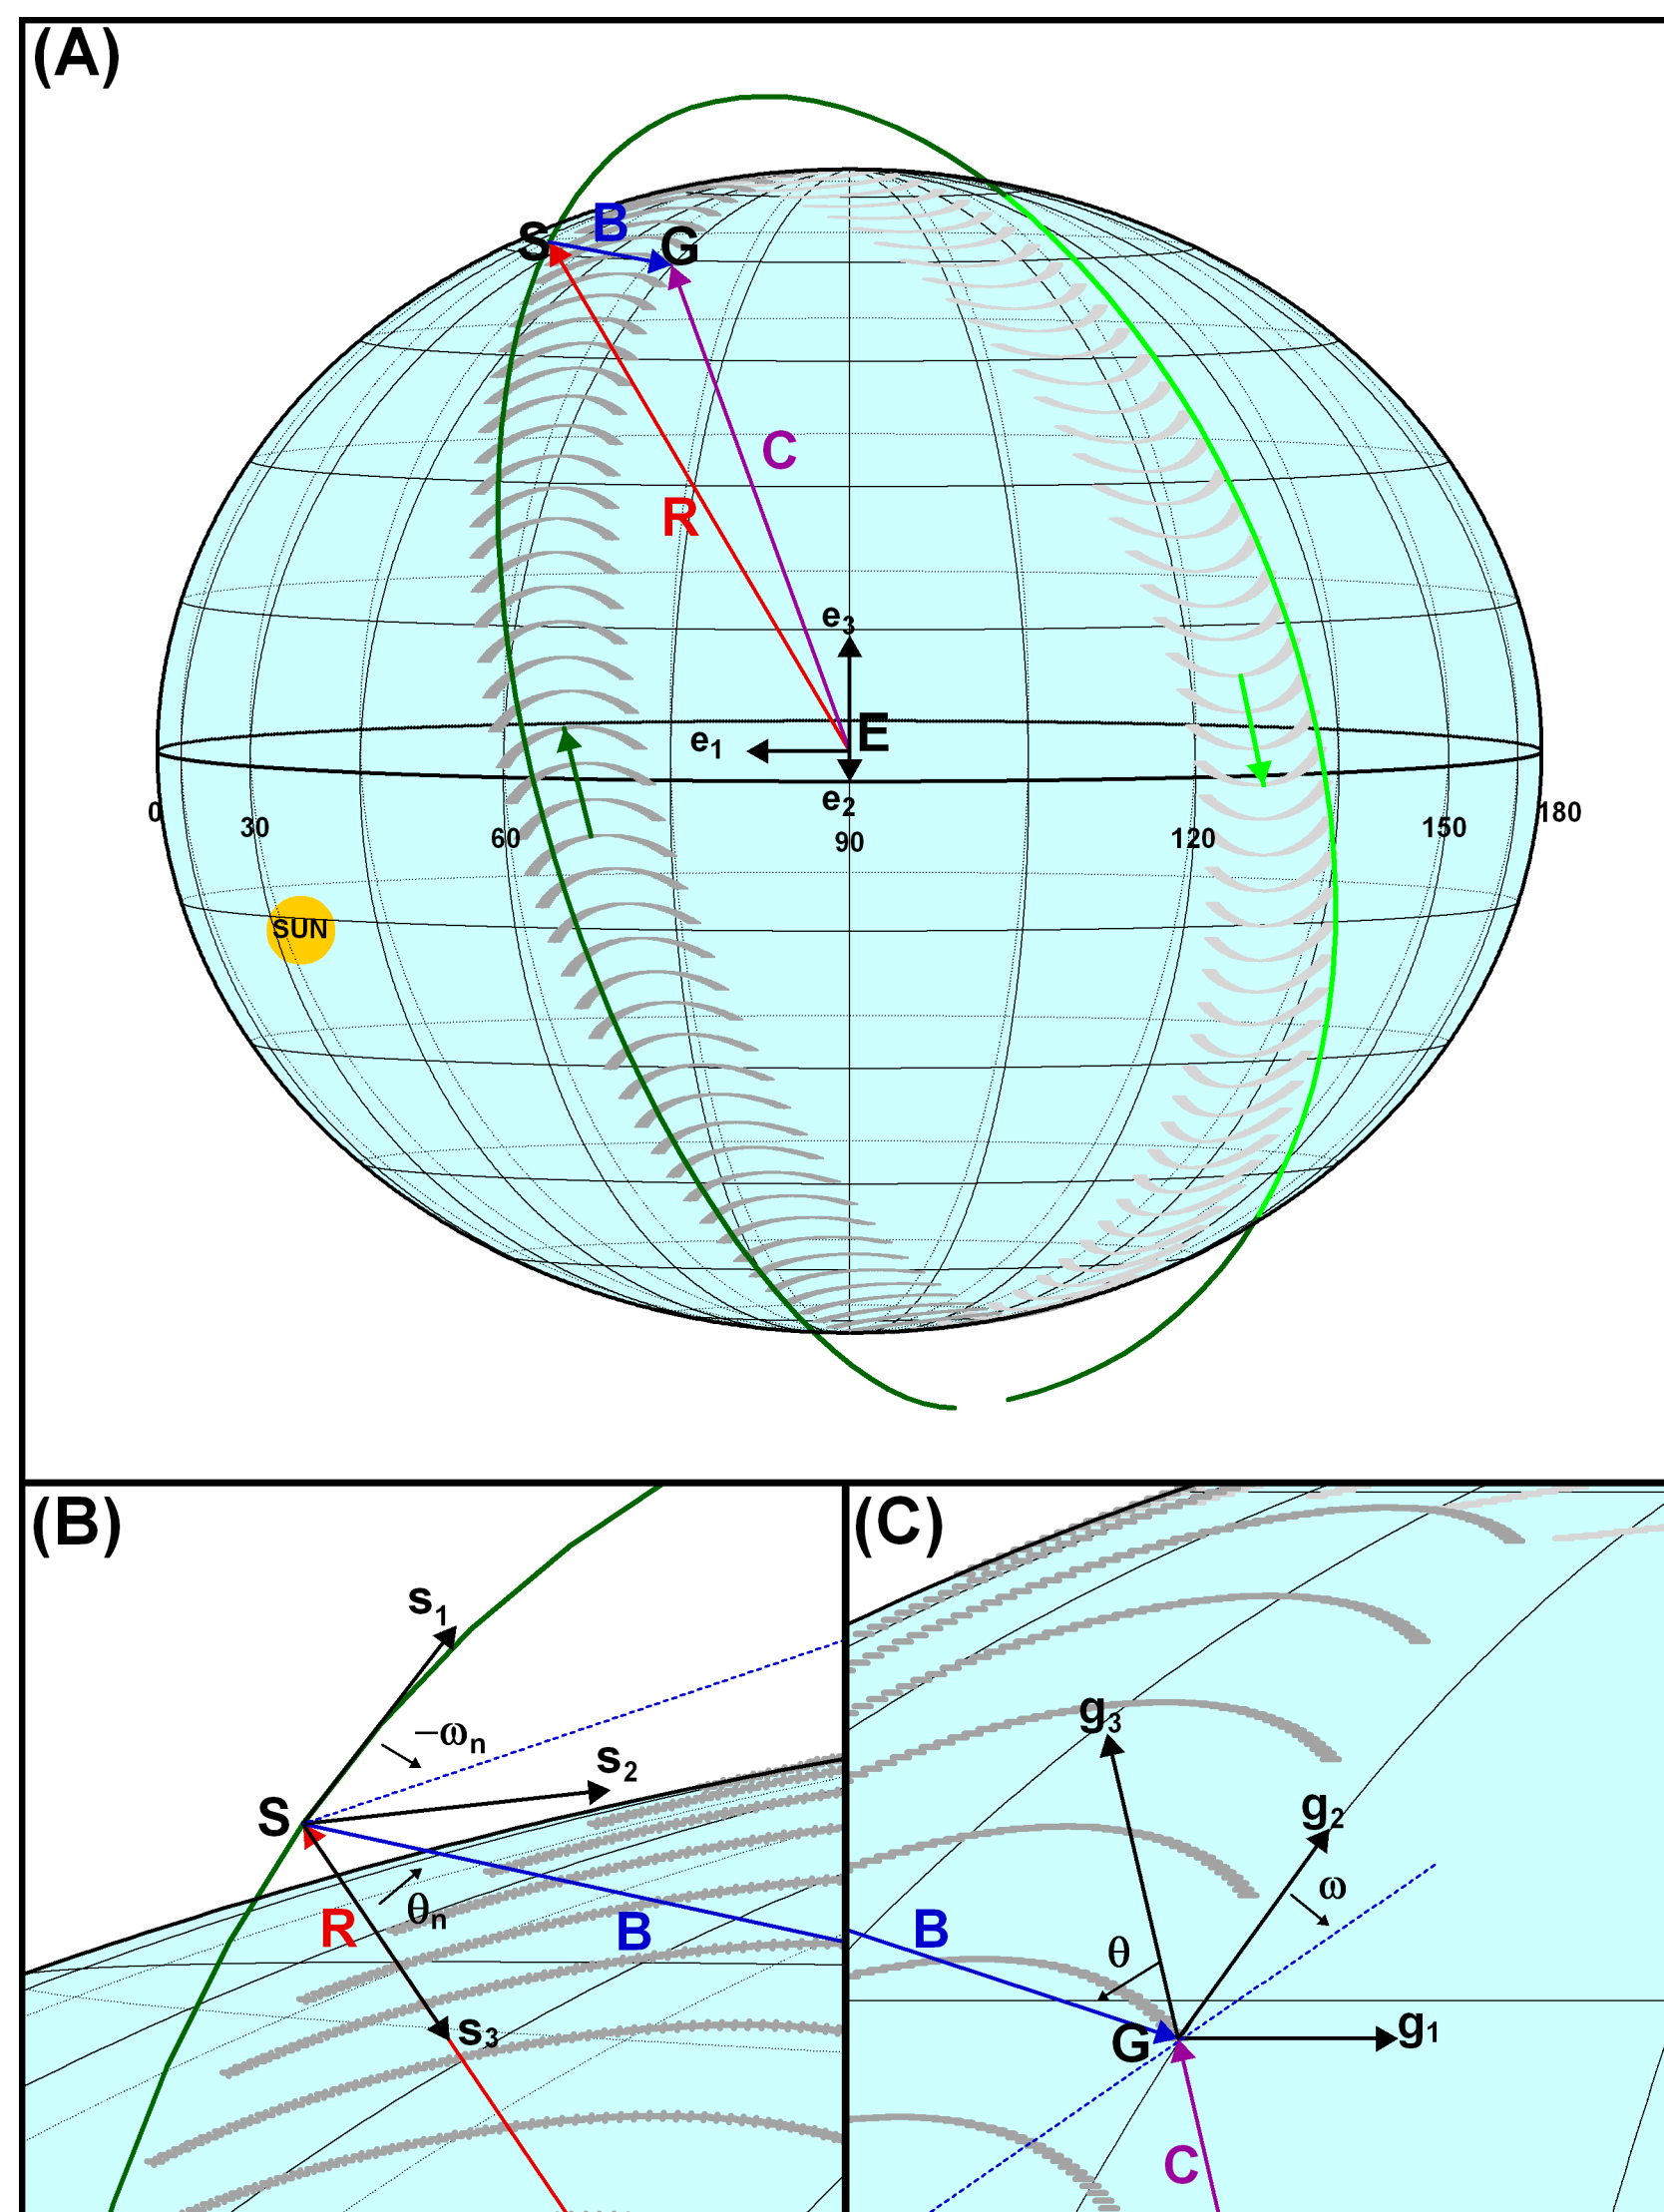 (A)
S
B
G
C
R
e3
e1
E
e2
0
30
60
90
120
150
180
SUN
(B)
s1
−ωn
s2
S
θn
R
B
s3
(C)
g3
g2
ω
B
θ
G
g1
C